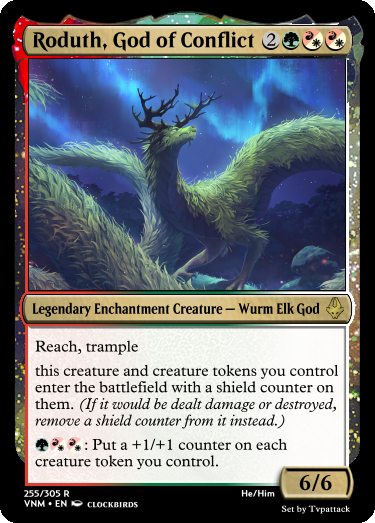 Roduth, God of Conflict 2
Legendary Enchantment Creature — Wurm Elk God
Reach, trample
this creature and creature tokens you control
enter the battlefield with a shield counter on
them. (If it would be dealt damage or destroyed,
remove a shield counter from it instead.)
: Put a +1/+1 counter on each
creature token you control.
6/6
255/305 R
He/Him
VNM • EN CLOCKBIRDS
Set by Tvpattack